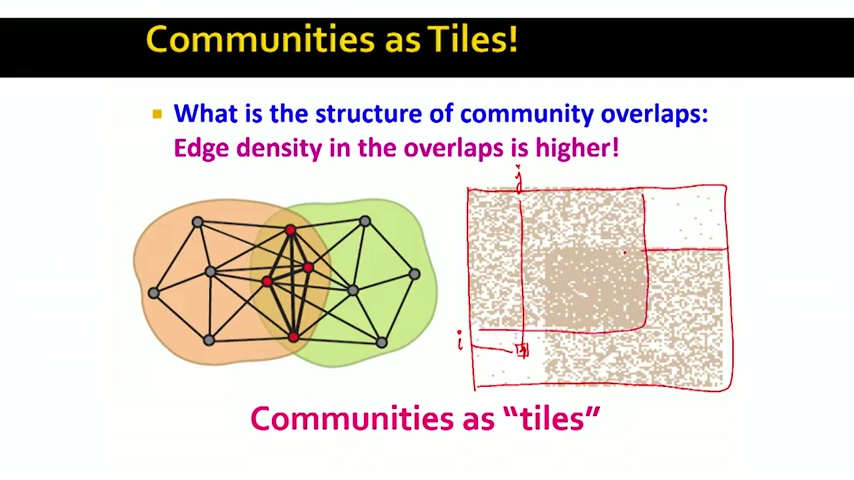 Communities as Tiles!
What is the structure of community overlaps:
Edge density in the overlaps is higher!
j
i
Communities as “tiles”